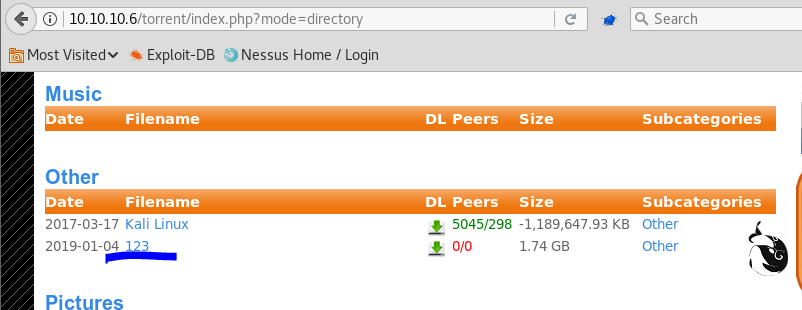 10.10.10.6/torrent/index.php?mode=directory Search
Most Visited Exploit-DB Nessus Home / Login
Music
Date Filename DL Peers Size Subcategories
Other
Date Filename DL Peers Size Subcategories
2017-03-17 Kali Linux 5045/298 -1,189,647.93 KB Other
2019-01-04 123 0/0 1.74 GB Other
Pictures